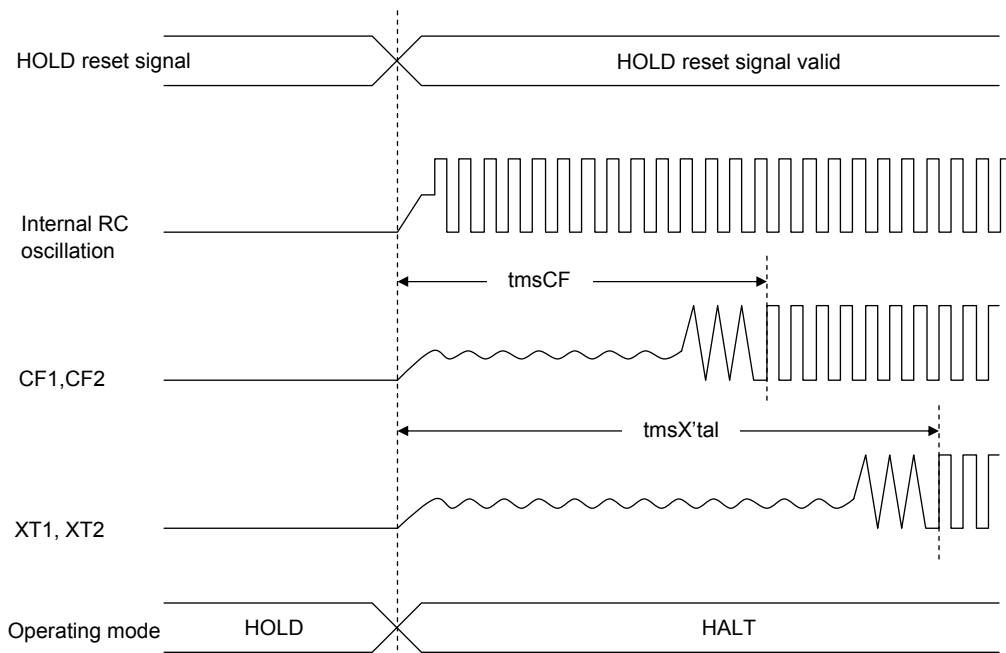 HOLD reset signal
HOLD reset signal valid
Internal RC
oscillation
tmsCF
CF1,CF2
tmsX'tal
XT1, XT2
Operating mode
HOLD
HALT